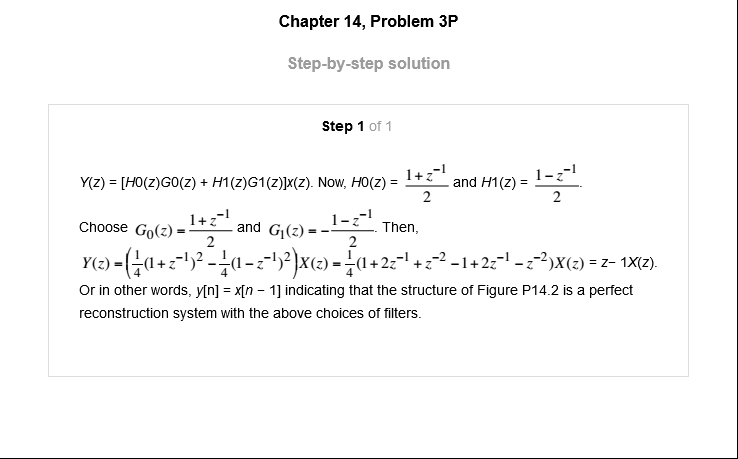 Chapter 14, Problem 3P
Step-by-step solution
Step 1 of 1
Y(z) = [H0(z)G0(z) + H1(z)G1(z)]x(z). Now, H0(z) = \frac{1+z^{-1}}{2} and H1(z) = \frac{1-z^{-1}}{2}.
Choose G_0(z) = \frac{1+z^{-1}}{2} and G_1(z) = -\frac{1-z^{-1}}{2}. Then,
Y(z) = \left(\frac{1}{4}(1+z^{-1})^2 - \frac{1}{4}(1-z^{-1})^2\right)X(z) = \frac{1}{4}(1+2z^{-1}+z^{-2}-1+2z^{-1}-z^{-2})X(z) = z– 1X(z).
Or in other words, y[n] = x[n − 1] indicating that the structure of Figure P14.2 is a perfect
reconstruction system with the above choices of filters.